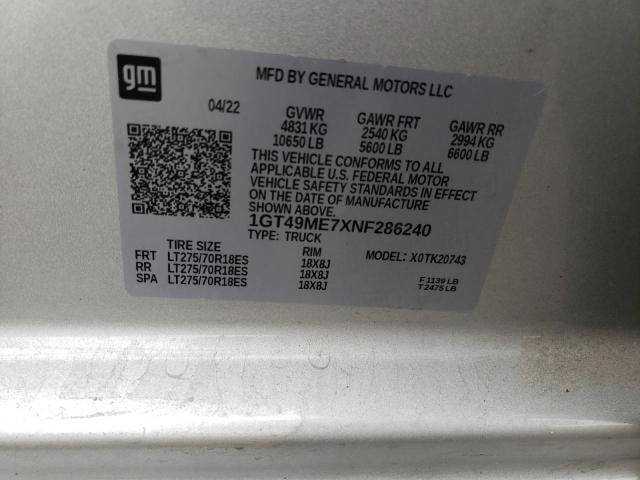 gm
MFD BY GENERAL MOTORS LLC
04/22
GVWR GAWR FRT GAWR RR
4831 KG 2540 KG 2994 KG
10650 LB 5600 LB 6600 LB
THIS VEHICLE CONFORMS TO ALL
APPLICABLE U.S. FEDERAL MOTOR
VEHICLE SAFETY STANDARDS IN EFFECT
ON THE DATE OF MANUFACTURE
SHOWN ABOVE.
1GT49ME7XNF286240
TYPE: TRUCK
TIRE SIZE RIM MODEL: X0TK20743
FRT LT275/70R18ES 18X8J
RR LT275/70R18ES 18X8J
SPA LT275/70R18ES 18X8J
F 1139 LB
T 2475 LB